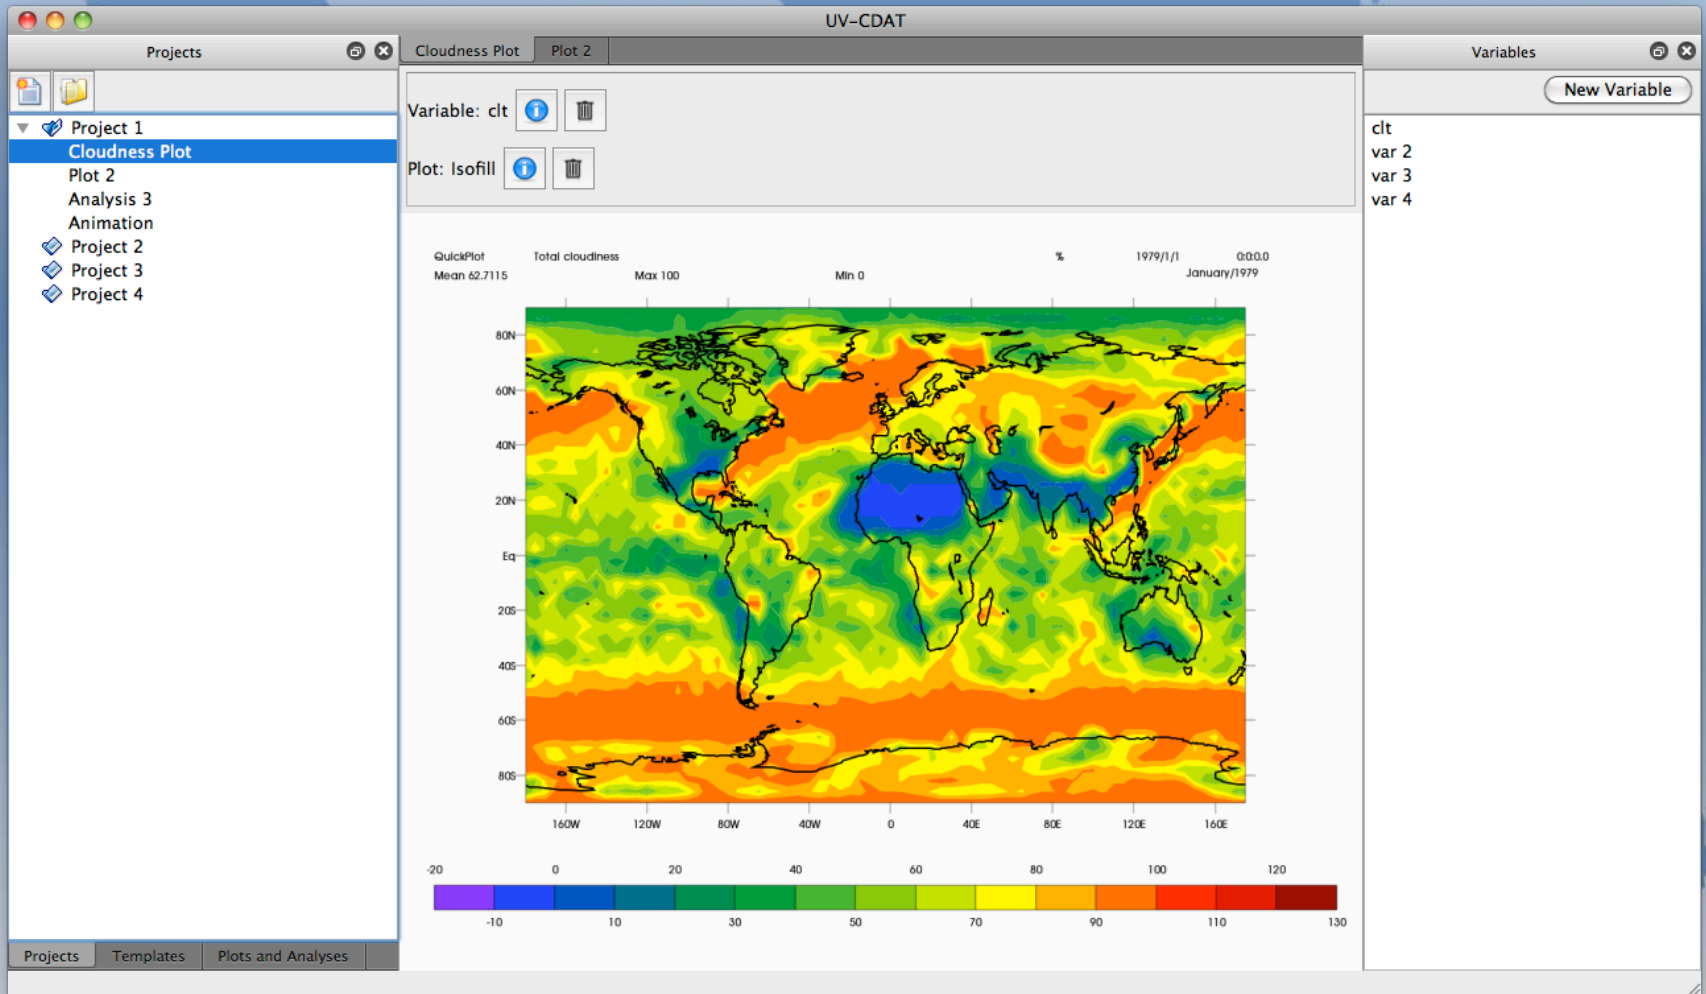 UV-CDAT
Projects
Project 1
Cloudness Plot
Plot 2
Analysis 3
Animation
Project 2
Project 3
Project 4
Projects Templates Plots and Analyses
Cloudness Plot Plot 2
Variable: clt
Plot: Isofill
QuickPlot Total cloudiness % 1979/1/1 0:0:0.0
Mean 62.7115 Max 100 Min 0 January/1979
80N
60N
40N
20N
Eq
20S
40S
60S
80S
160W 120W 80W 40W 0 40E 80E 120E 160E
-20 0 20 40 60 80 100 120
-10 10 30 50 70 90 110 130
Variables
New Variable
clt
var 2
var 3
var 4